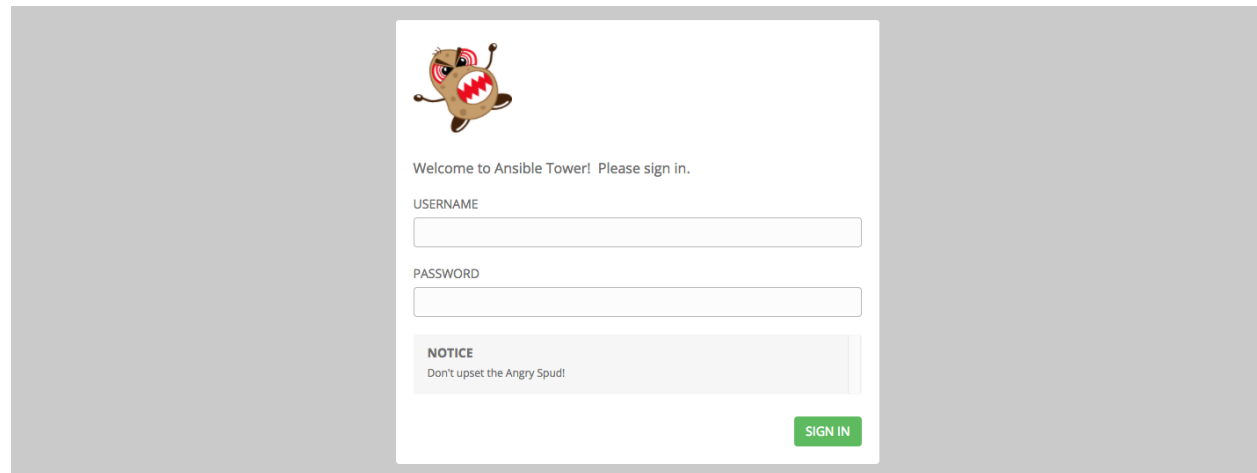 Welcome to Ansible Tower!  Please sign in.
USERNAME
PASSWORD
NOTICE
Don't upset the Angry Spud!
SIGN IN